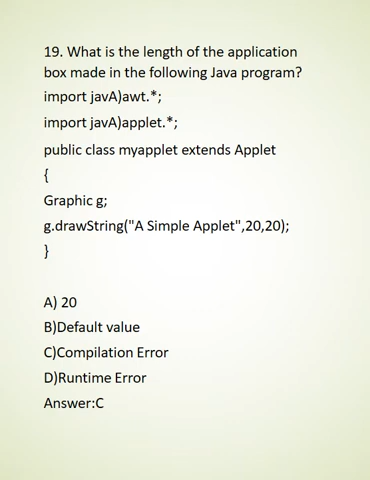 19. What is the length of the application
box made in the following Java program?
import javA)awt.*;
import javA)applet.*;
public class myapplet extends Applet
{
Graphic g;
g.drawString("A Simple Applet",20,20);
}
A) 20
B)Default value
C)Compilation Error
D)Runtime Error
Answer:C